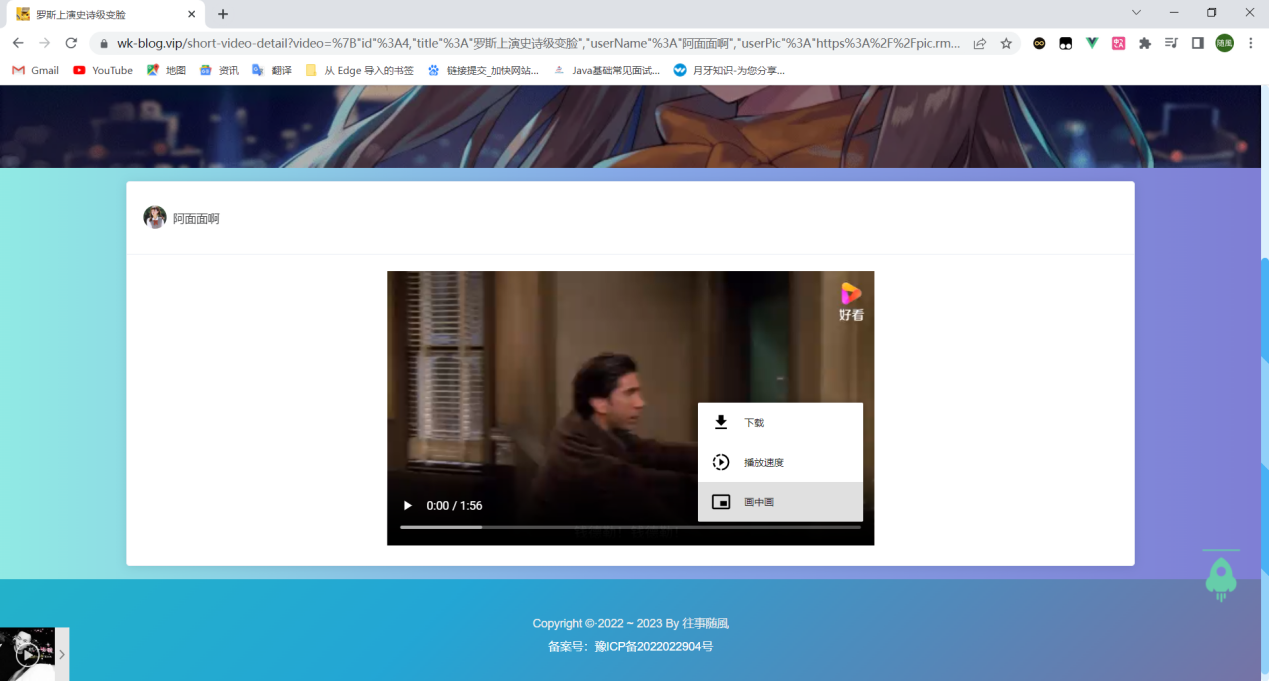 罗斯上演史诗级变脸
wk-blog.vip/short-video-detail?video=%7B"id"%3A4,"title"%3A"罗斯上演史诗级变脸","userName"%3A"阿面面啊","userPic"%3A"https%3A%2F%2Fpic.rm...
随風
Gmail YouTube 地图 资讯 翻译 从 Edge 导入的书签 链接提交_加快网站... Java基础常见面试... 月牙知识-为您分享...
阿面面啊
好看
下载
播放速度
画中画
0:00 / 1:56
Copyright © 2022 ~ 2023 By 往事随風
备案号：豫ICP备2022022904号